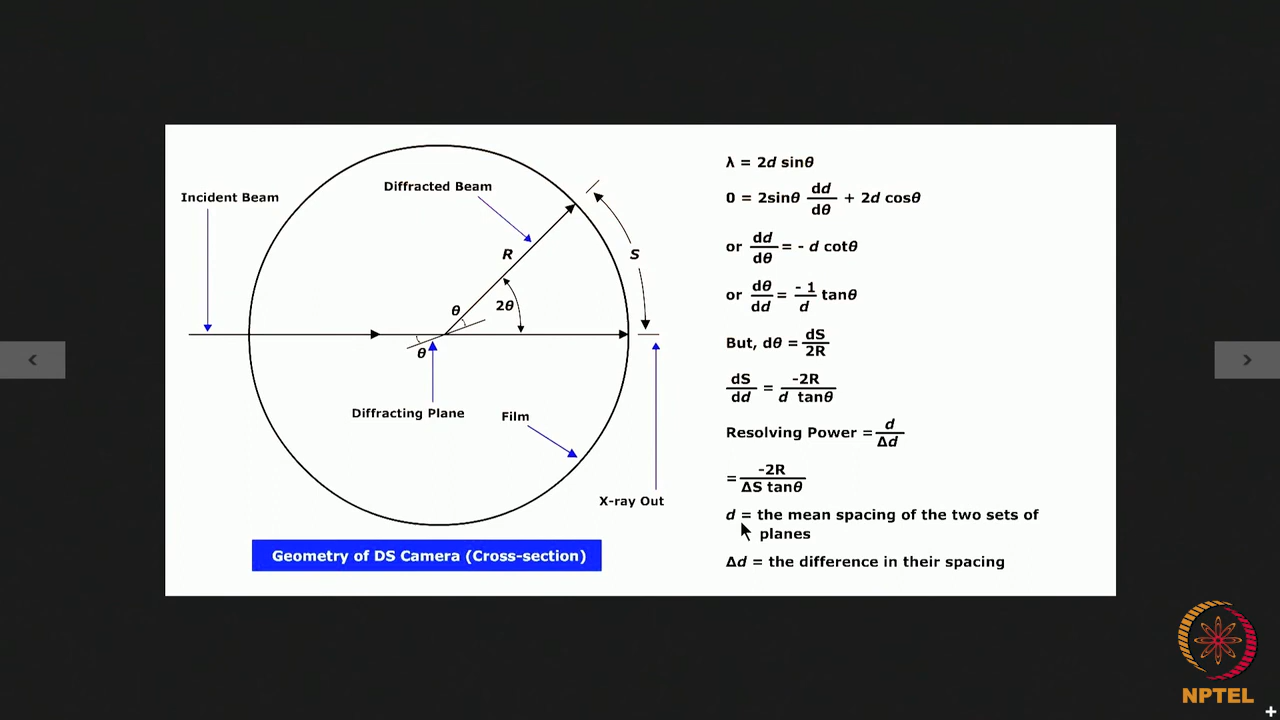 Incident Beam
Diffracted Beam
R
S
θ
2θ
θ
Diffracting Plane
Film
X-ray Out
Geometry of DS Camera (Cross-section)
λ = 2d sinθ
0 = 2sinθ dd/dθ + 2d cosθ
or dd/dθ = - d cotθ
or dθ/dd = -1/d tanθ
But, dθ = dS/2R
dS/dd = -2R/d tanθ
Resolving Power = d/Δd
= -2R/ΔS tanθ
d = the mean spacing of the two sets of
planes
Δd = the difference in their spacing
NPTEL